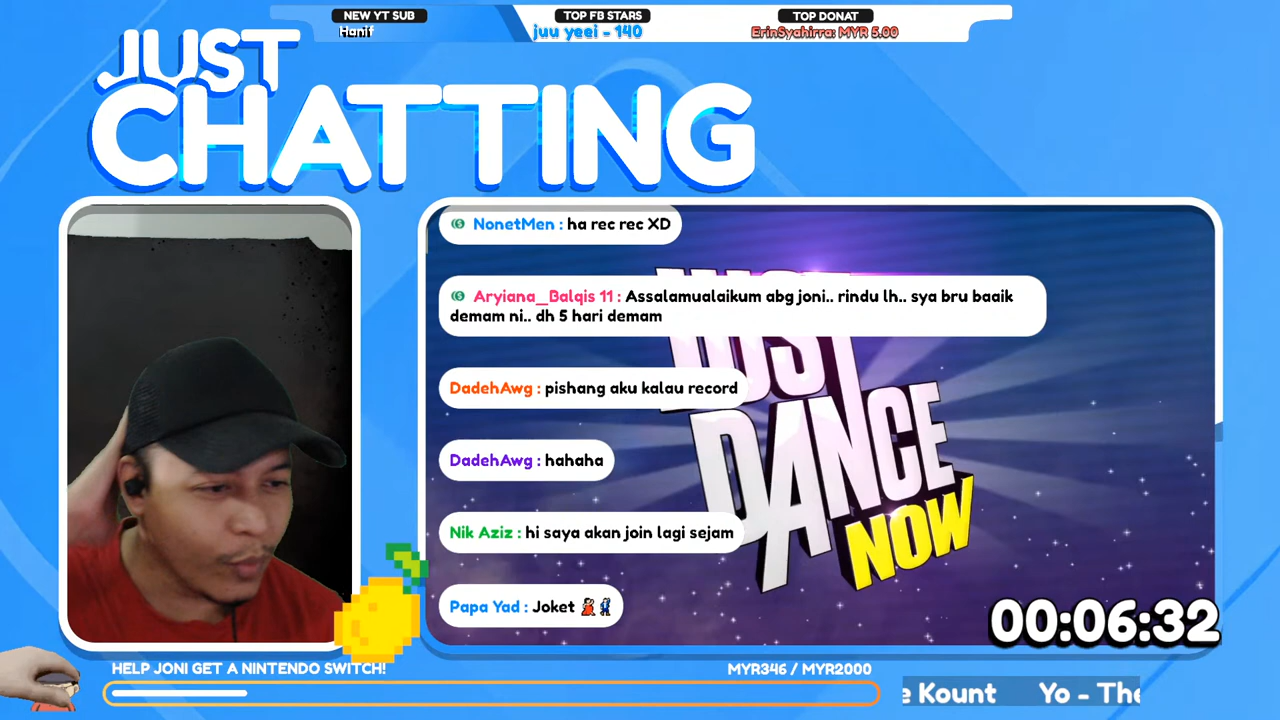 NEW YT SUB
Hanif
TOP FB STARS
juu yeei - 140
TOP DONAT
ErinSyahirra: MYR 5.00
JUST
CHATTING
NonetMen : ha rec rec XD
Aryiana_Balqis 11 : Assalamualaikum abg joni.. rindu lh.. sya bru baaik
demam ni.. dh 5 hari demam
DadehAwg : pishang aku kalau record
DadehAwg : hahaha
Nik Aziz : hi saya akan join lagi sejam
Papa Yad : Joket
JUST
DANCE
NOW
00:06:32
HELP JONI GET A NINTENDO SWITCH!
MYR346 / MYR2000
e Kount Yo - The